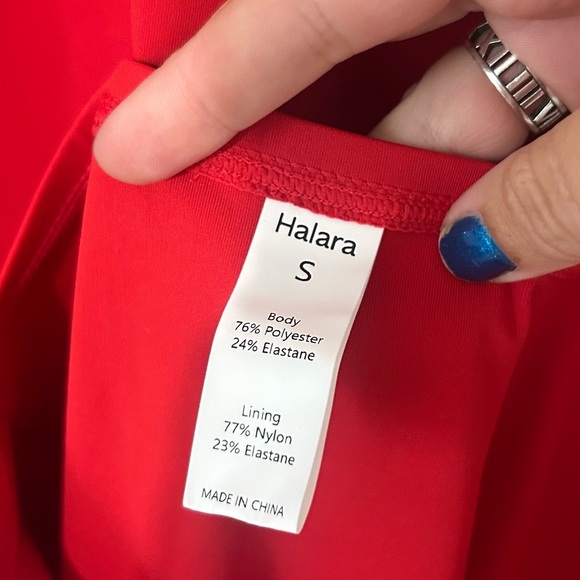 Halara
S
Body
76% Polyester
24% Elastane
Lining
77% Nylon
23% Elastane
MADE IN CHINA